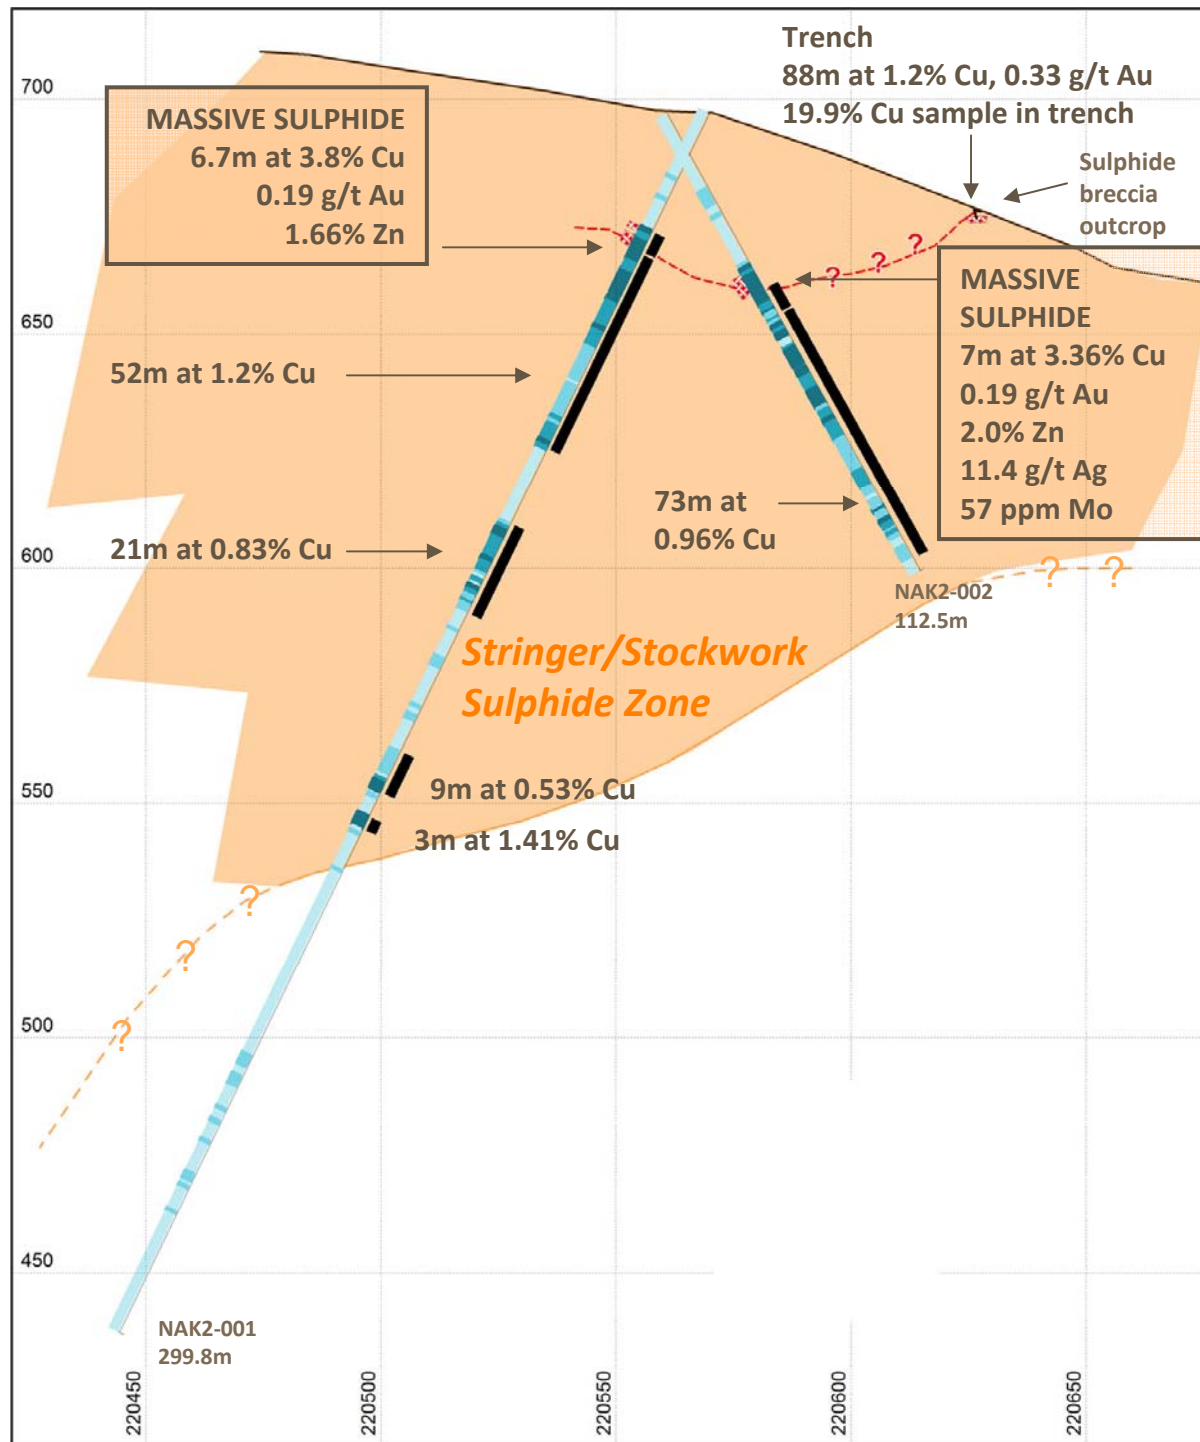 Trench
88m at 1.2% Cu, 0.33 g/t Au
19.9% Cu sample in trench
Sulphide
breccia
outcrop
700
MASSIVE SULPHIDE
6.7m at 3.8% Cu
0.19 g/t Au
1.66% Zn
?
?
?
MASSIVE
SULPHIDE
7m at 3.36% Cu
0.19 g/t Au
2.0% Zn
11.4 g/t Ag
57 ppm Mo
650
52m at 1.2% Cu
73m at
0.96% Cu
21m at 0.83% Cu
600
?
?
NAK2-002
112.5m
Stringer/Stockwork
Sulphide Zone
9m at 0.53% Cu
550
3m at 1.41% Cu
?
?
?
500
450
NAK2-001
299.8m
220450
220500
220550
220600
220650